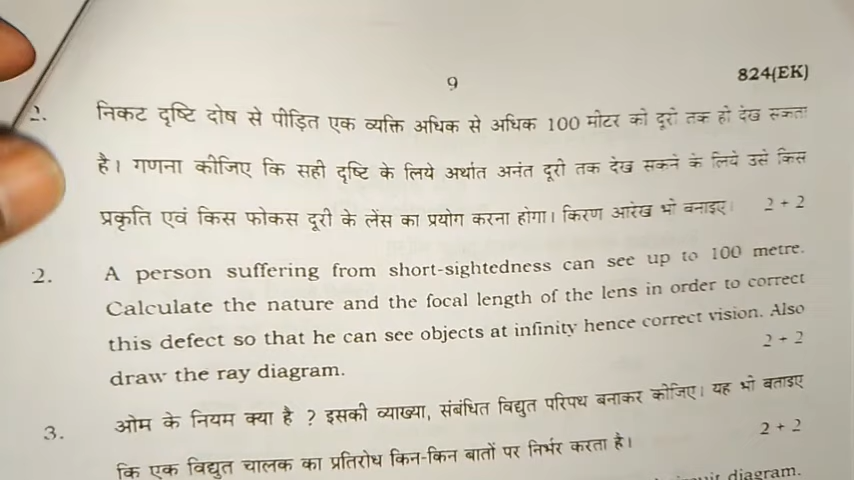 9
824(EK)
2. निकट दृष्टि दोष से पीड़ित एक व्यक्ति अधिक से अधिक 100 मीटर की दूरी तक ही देख सकता
है। गणना कीजिए कि सही दृष्टि के लिये अर्थात अनंत दूरी तक देख सकने के लिये उसे किस
प्रकृति एवं किस फोकस दूरी के लेंस का प्रयोग करना होगा। किरण आरेख भी बनाइए। 2 + 2
2. A person suffering from short-sightedness can see up to 100 metre.
Calculate the nature and the focal length of the lens in order to correct
this defect so that he can see objects at infinity hence correct vision. Also
draw the ray diagram. 2 + 2
3. ओम के नियम क्या है ? इसकी व्याख्या, संबंधित विद्युत परिपथ बनाकर कीजिए। यह भी बताइए
कि एक विद्युत चालक का प्रतिरोध किन-किन बातों पर निर्भर करता है। 2 + 2
diagram.